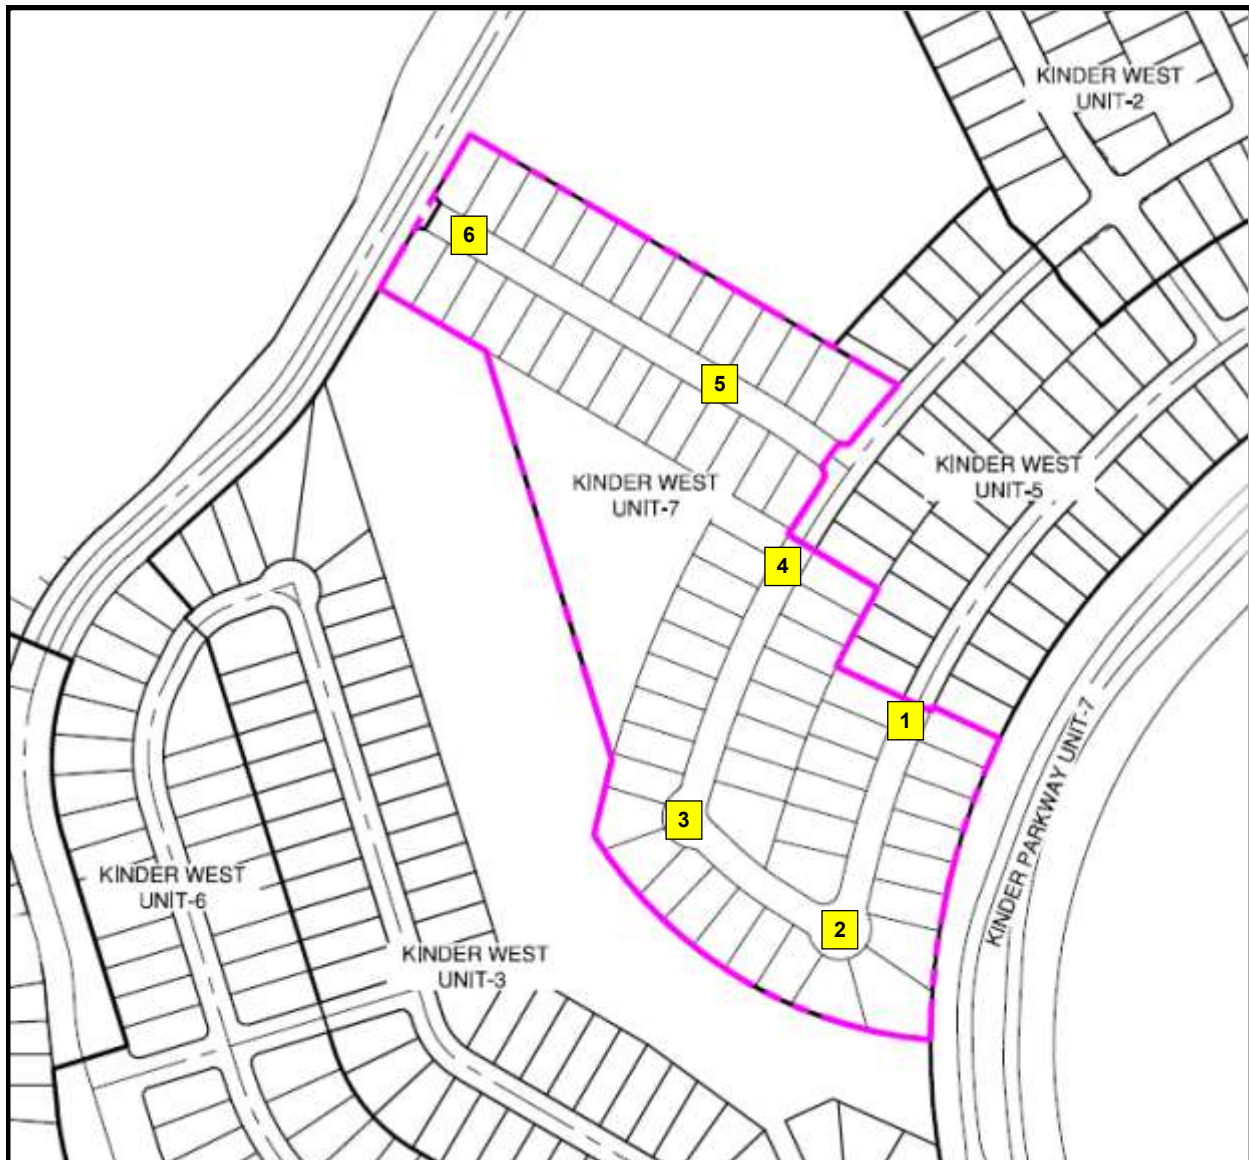 KINDER WEST
UNIT-2
6
5
KINDER WEST
UNIT-5
KINDER WEST
UNIT-7
4
1
KINDER PARKWAY UNIT-7
3
KINDER WEST
UNIT-6
2
KINDER WEST
UNIT-3